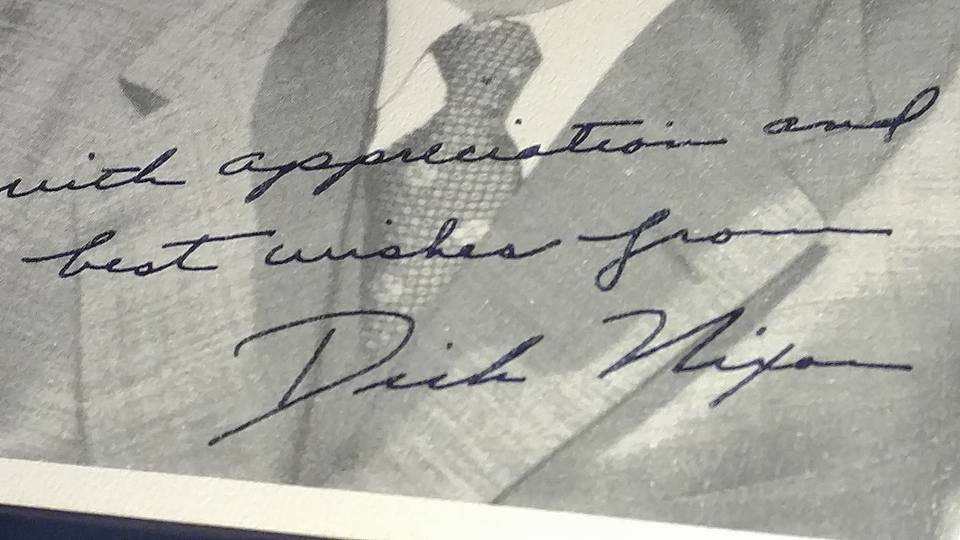 with appreciation and
best wishes from
Dick Nixon